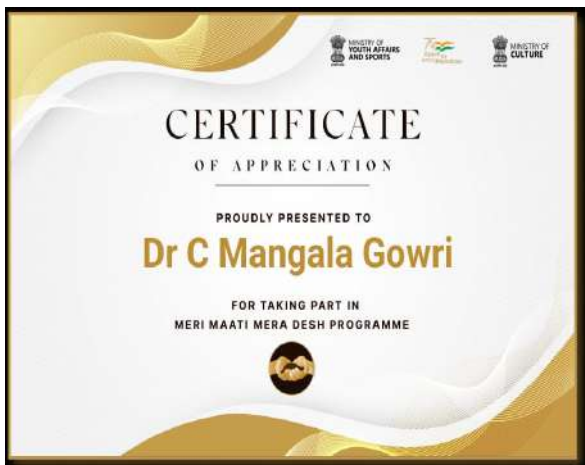 MINISTRY OF
YOUTH AFFAIRS
AND SPORTS
MINISTRY OF
CULTURE
CERTIFICATE
OF APPRECIATION
PROUDLY PRESENTED TO
Dr C Mangala Gowri
FOR TAKING PART IN
MERI MAATI MERA DESH PROGRAMME